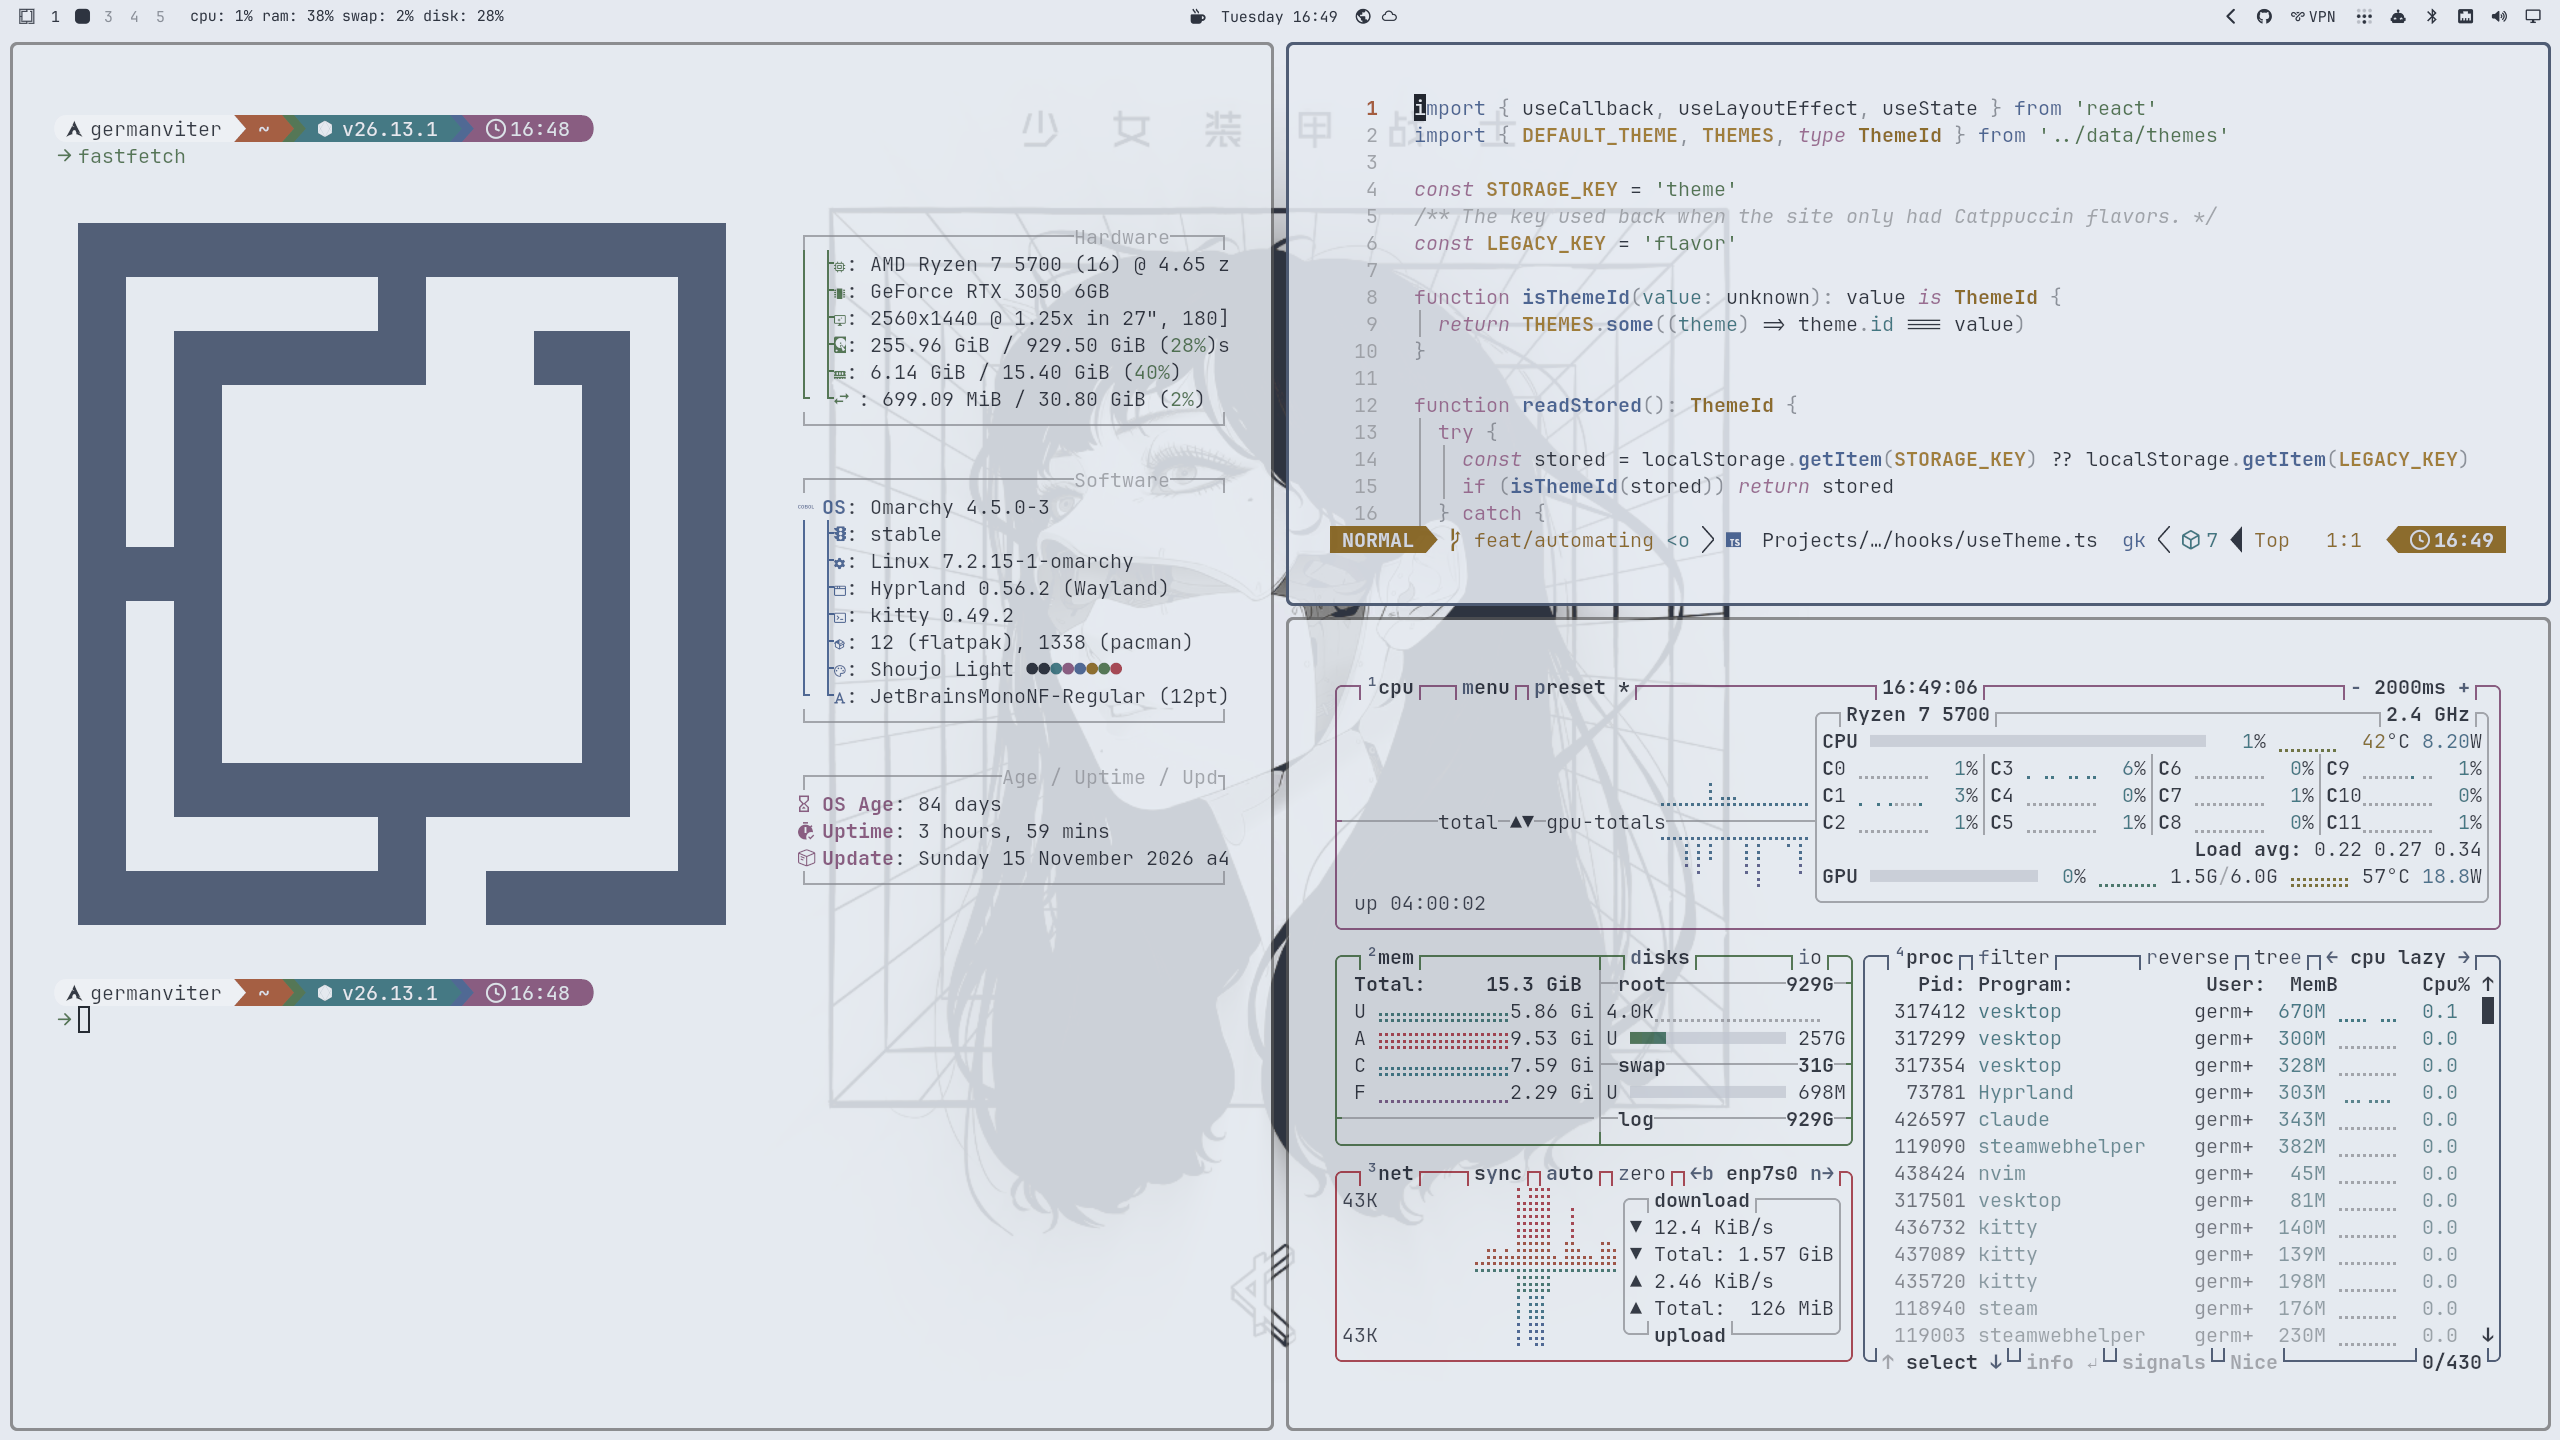 1 3 4 5 cpu: 1% ram: 38% swap: 2% disk: 28%
Tuesday 16:49
VPN
germanviter ~ v26.13.1 16:48
fastfetch
少女装甲战士
Hardware
: AMD Ryzen 7 5700 (16) @ 4.65 z
: GeForce RTX 3050 6GB
: 2560x1440 @ 1.25x in 27", 180]
: 255.96 GiB / 929.50 GiB (28%)s
: 6.14 GiB / 15.40 GiB (40%)
: 699.09 MiB / 30.80 GiB (2%)
Software
OS: Omarchy 4.5.0-3
: stable
: Linux 7.2.15-1-omarchy
: Hyprland 0.56.2 (Wayland)
: kitty 0.49.2
: 12 (flatpak), 1338 (pacman)
: Shoujo Light
: JetBrainsMonoNF-Regular (12pt)
Age / Uptime / Upd
OS Age: 84 days
Uptime: 3 hours, 59 mins
Update: Sunday 15 November 2026 a4
germanviter ~ v26.13.1 16:48
1 import { useCallback, useLayoutEffect, useState } from 'react'
2 import { DEFAULT_THEME, THEMES, type ThemeId } from '../data/themes'
3
4 const STORAGE_KEY = 'theme'
5 /** The key used back when the site only had Catppuccin flavors. */
6 const LEGACY_KEY = 'flavor'
7
8 function isThemeId(value: unknown): value is ThemeId {
9 return THEMES.some((theme) => theme.id === value)
10 }
11
12 function readStored(): ThemeId {
13 try {
14 const stored = localStorage.getItem(STORAGE_KEY) ?? localStorage.getItem(LEGACY_KEY)
15 if (isThemeId(stored)) return stored
16 } catch {
NORMAL feat/automating <o TS Projects/…/hooks/useTheme.ts gk 7 Top 1:1 16:49
1cpu menu preset * 16:49:06 - 2000ms +
Ryzen 7 5700 2.4 GHz
CPU 1% 42°C 8.20W
C0 1% C3 6% C6 0% C9 1%
C1 3% C4 0% C7 1% C10 0%
C2 1% C5 1% C8 0% C11 1%
total ▲▼ gpu-totals
Load avg: 0.22 0.27 0.34
GPU 0% 1.5G/6.0G 57°C 18.8W
up 04:00:02
2mem disks io
Total: 15.3 GiB root 929G
U 5.86 Gi 4.0K
A 9.53 Gi U 257G
C 7.59 Gi swap 31G
F 2.29 Gi U 698M
log 929G
3net sync auto zero ←b enp7s0 n→
43K download
▼ 12.4 KiB/s
▼ Total: 1.57 GiB
▲ 2.46 KiB/s
▲ Total: 126 MiB
43K upload
4proc filter reverse tree ← cpu lazy →
Pid: Program: User: MemB Cpu% ↑
317412 vesktop germ+ 670M 0.1
317299 vesktop germ+ 300M 0.0
317354 vesktop germ+ 328M 0.0
73781 Hyprland germ+ 303M 0.0
426597 claude germ+ 343M 0.0
119090 steamwebhelper germ+ 382M 0.0
438424 nvim germ+ 45M 0.0
317501 vesktop germ+ 81M 0.0
436732 kitty germ+ 140M 0.0
437089 kitty germ+ 139M 0.0
435720 kitty germ+ 198M 0.0
118940 steam germ+ 176M 0.0
119003 steamwebhelper germ+ 230M 0.0 ↓
↑ select ↓ info ↵ signals Nice 0/430